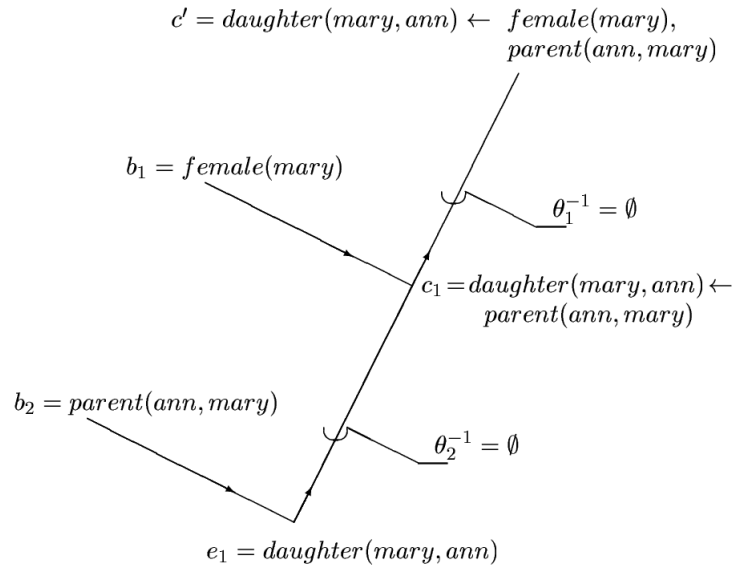 c′ = daughter(mary, ann) ← female(mary),
parent(ann, mary)
b₁ = female(mary)
θ₁⁻¹ = ∅
c₁ = daughter(mary, ann) ←
parent(ann, mary)
b₂ = parent(ann, mary)
θ₂⁻¹ = ∅
e₁ = daughter(mary, ann)